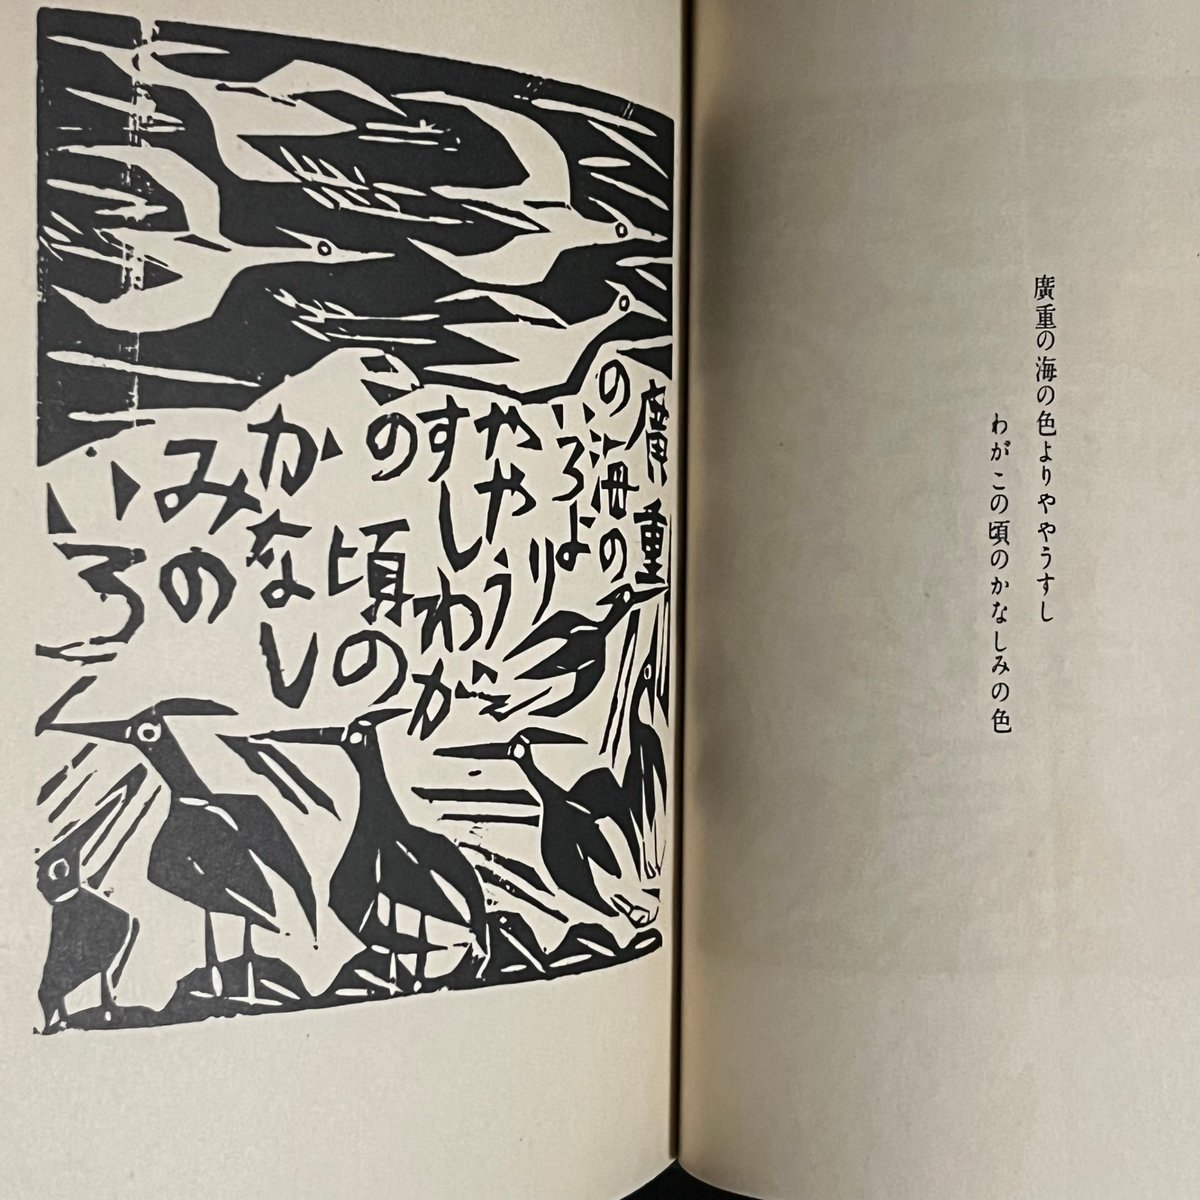 廣重の海の色よりややうすし
わがこの頃のかなしみの色
廣重
の海の
いろより
ややう
すしわが
この頃の
かなし
みの
いろ